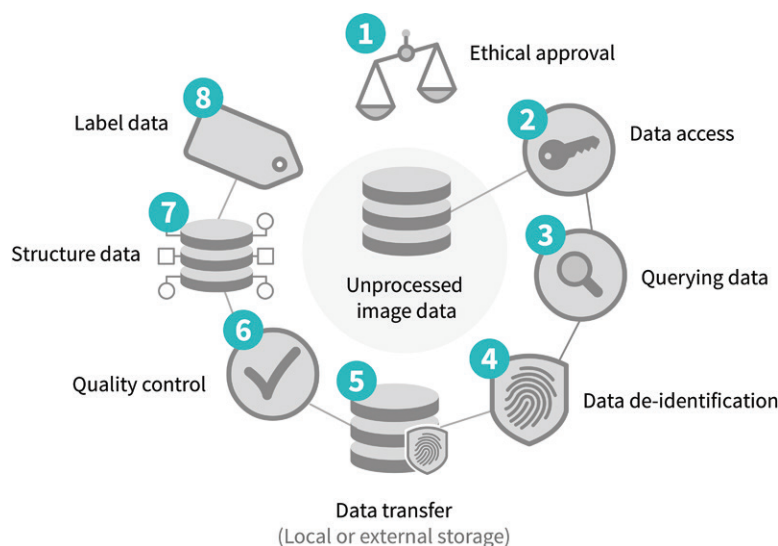 1
Ethical approval
2
Data access
3
Querying data
4
Data de-identification
5
Data transfer
(Local or external storage)
6
Quality control
7
Structure data
8
Label data
Unprocessed
image data